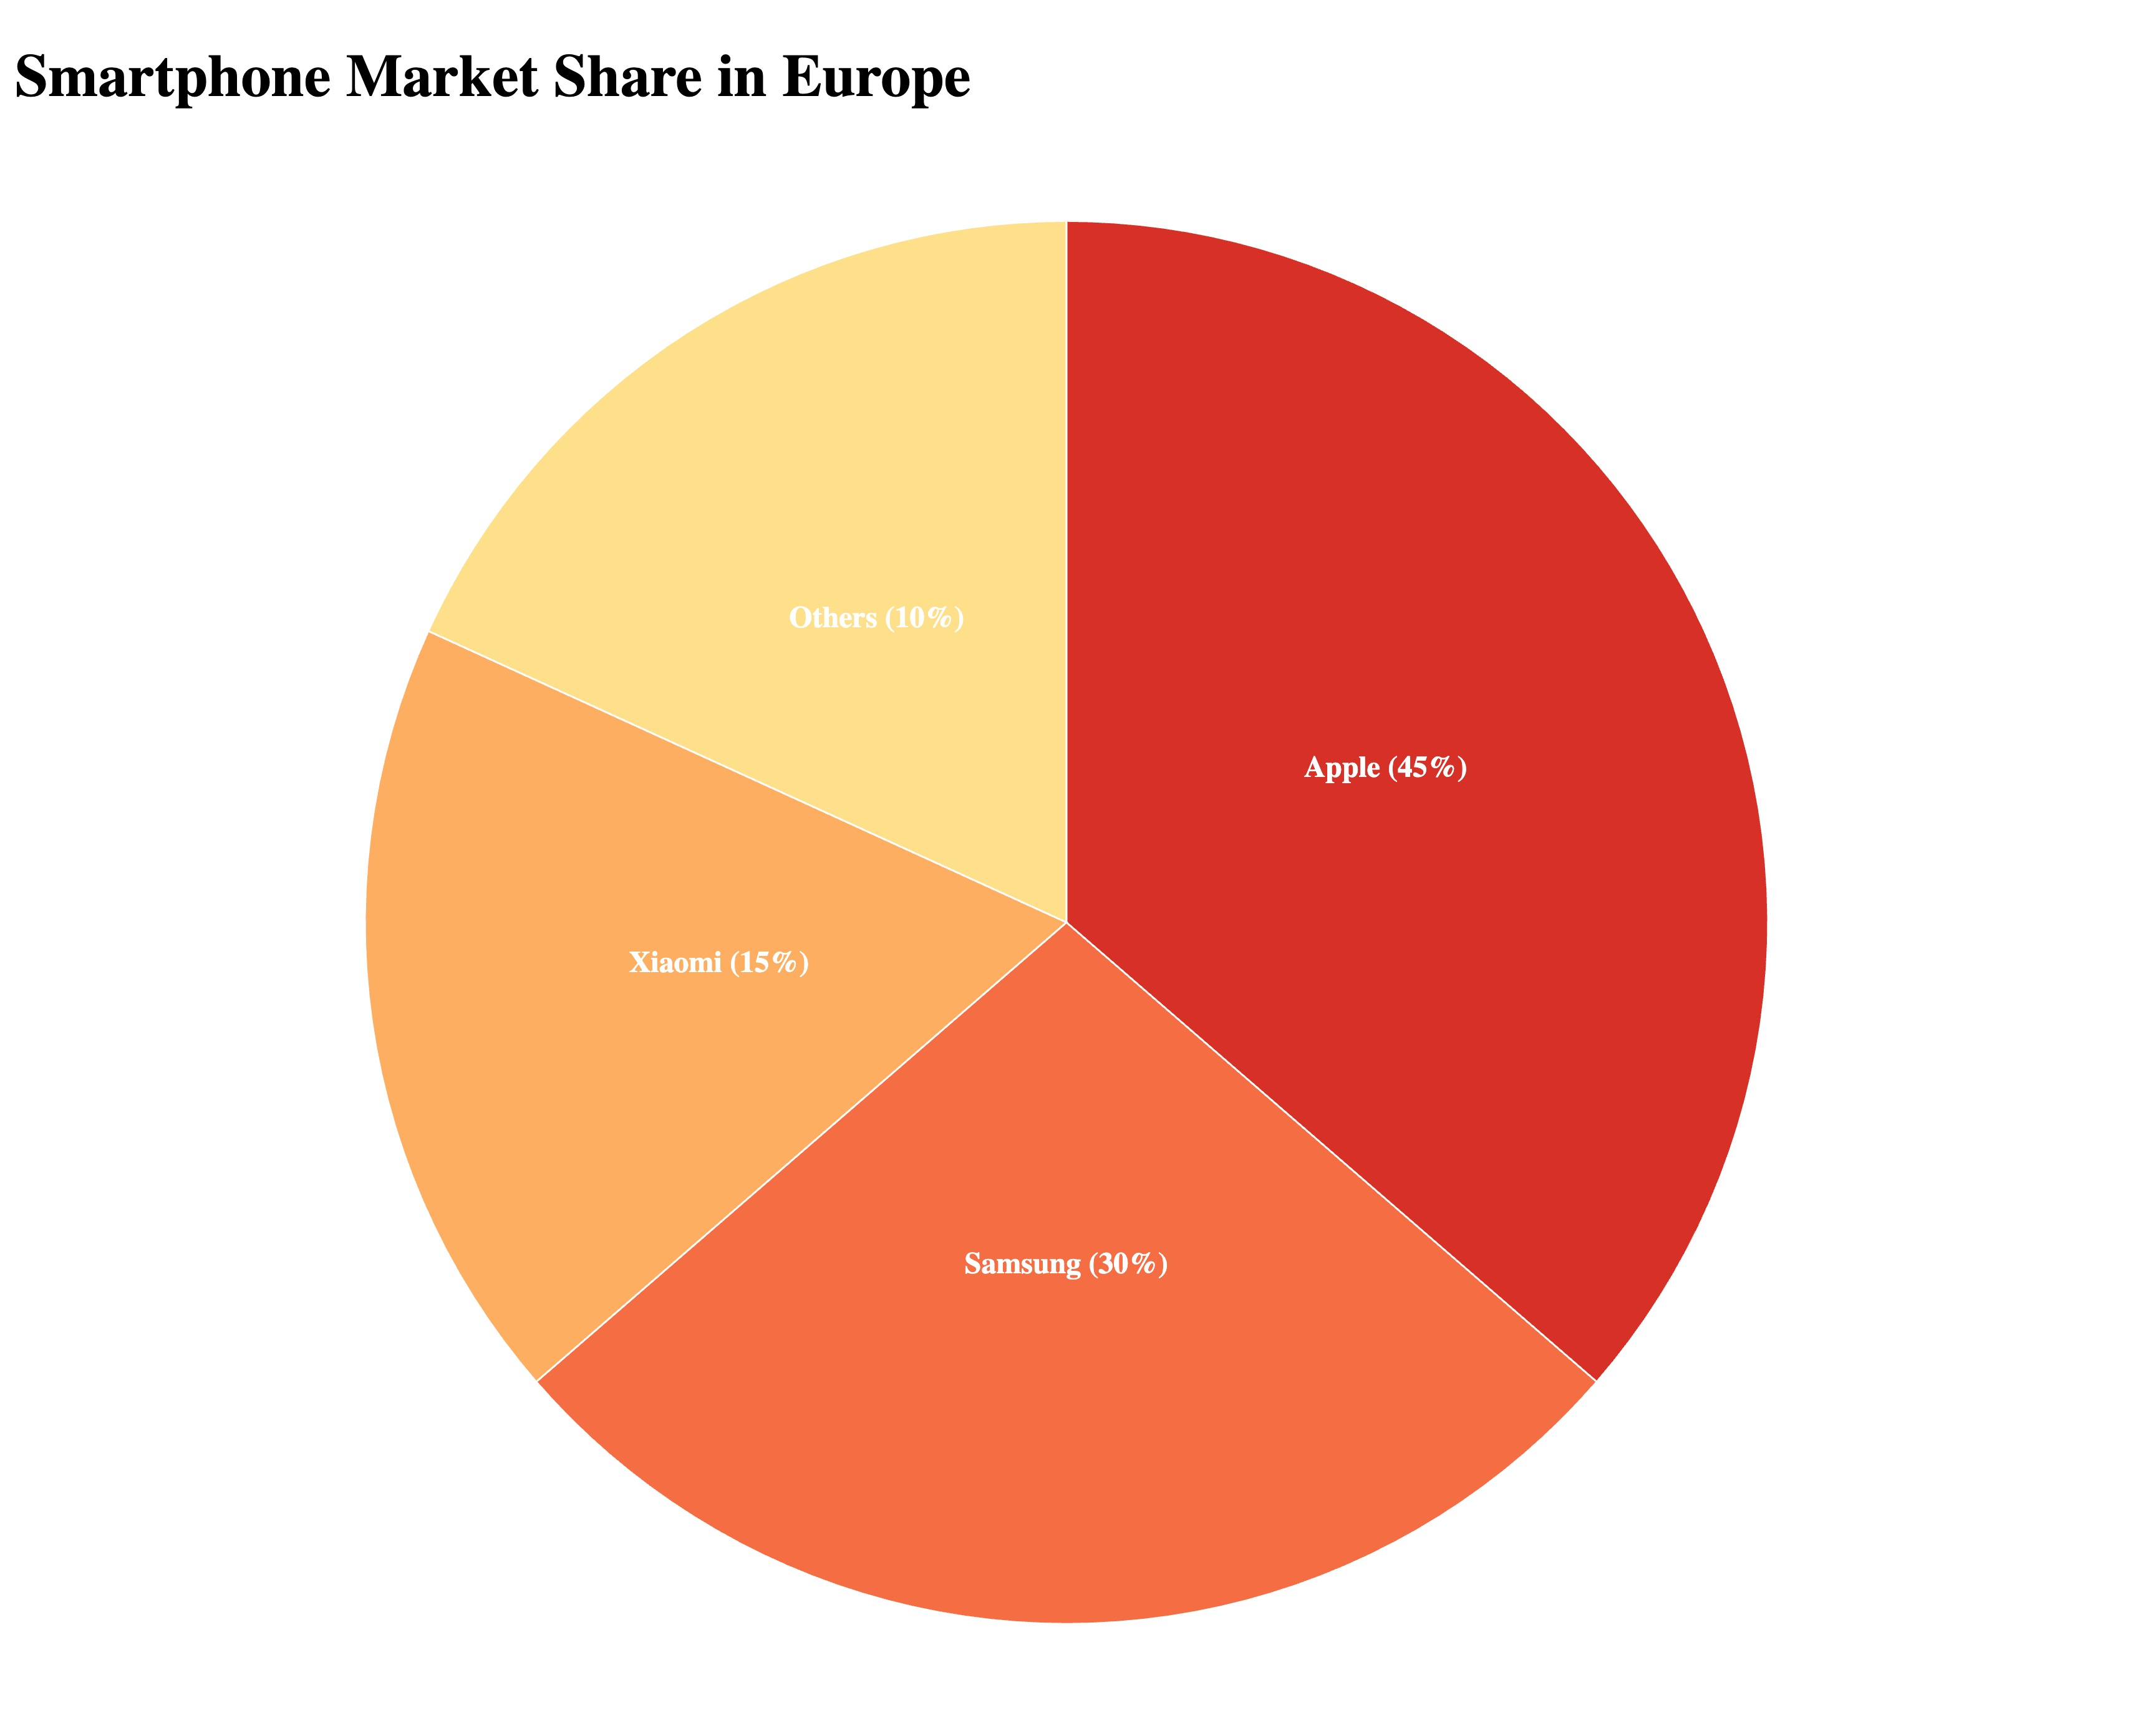 Smartphone Market Share in Europe
Others (10%)
Apple (45%)
Xiaomi (15%)
Samsung (30%)